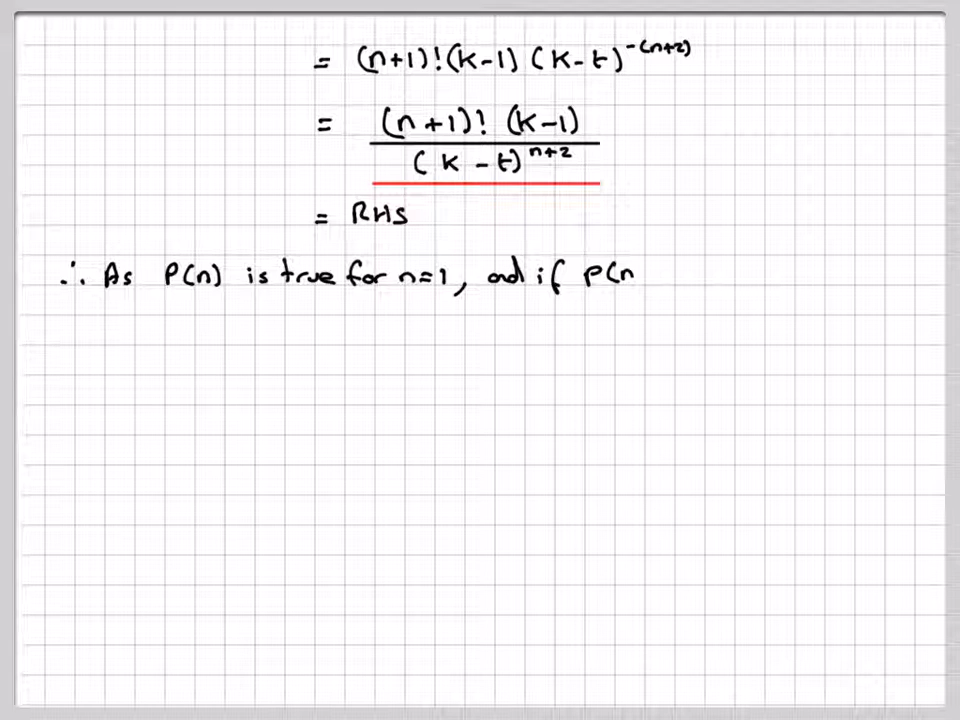 = (n+1)!(k-1) (k-t)^-(n+2)
= (n+1)! (k-1)
(k-t)^n+2
= RHS
∴ As P(n) is true for n=1, and if P(n